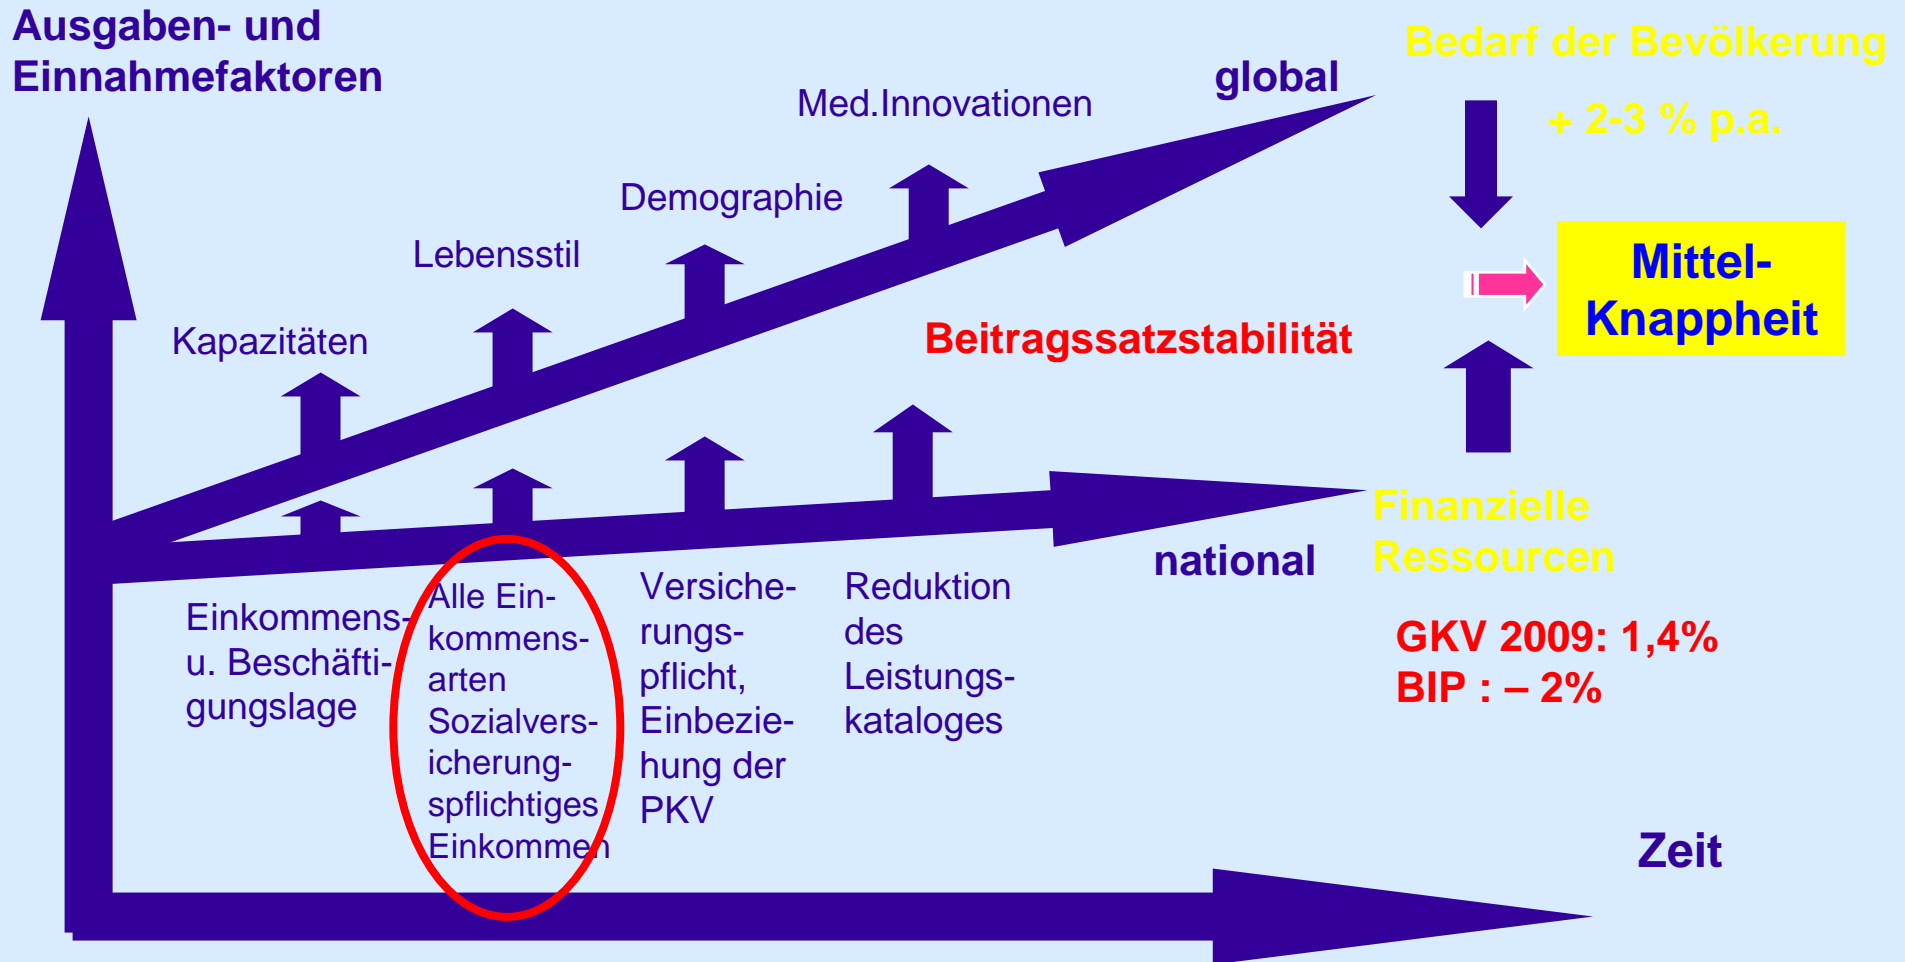 Ausgaben- und
Einnahmefaktoren
Bedarf der Bevölkerung
+ 2-3 % p.a.
global
Med.Innovationen
Demographie
Lebensstil
Kapazitäten
Mittel-
Knappheit
Beitragssatzstabilität
Finanzielle
Ressourcen
national
GKV 2009: 1,4%
BIP : – 2%
Einkommens-
u. Beschäfti-
gungslage
Alle Ein-
kommens-
arten
Sozialvers-
icherung-
spflichtiges
Einkommen
Versiche-
rungs-
pflicht,
Einbezie-
hung der
PKV
Reduktion
des
Leistungs-
kataloges
Zeit